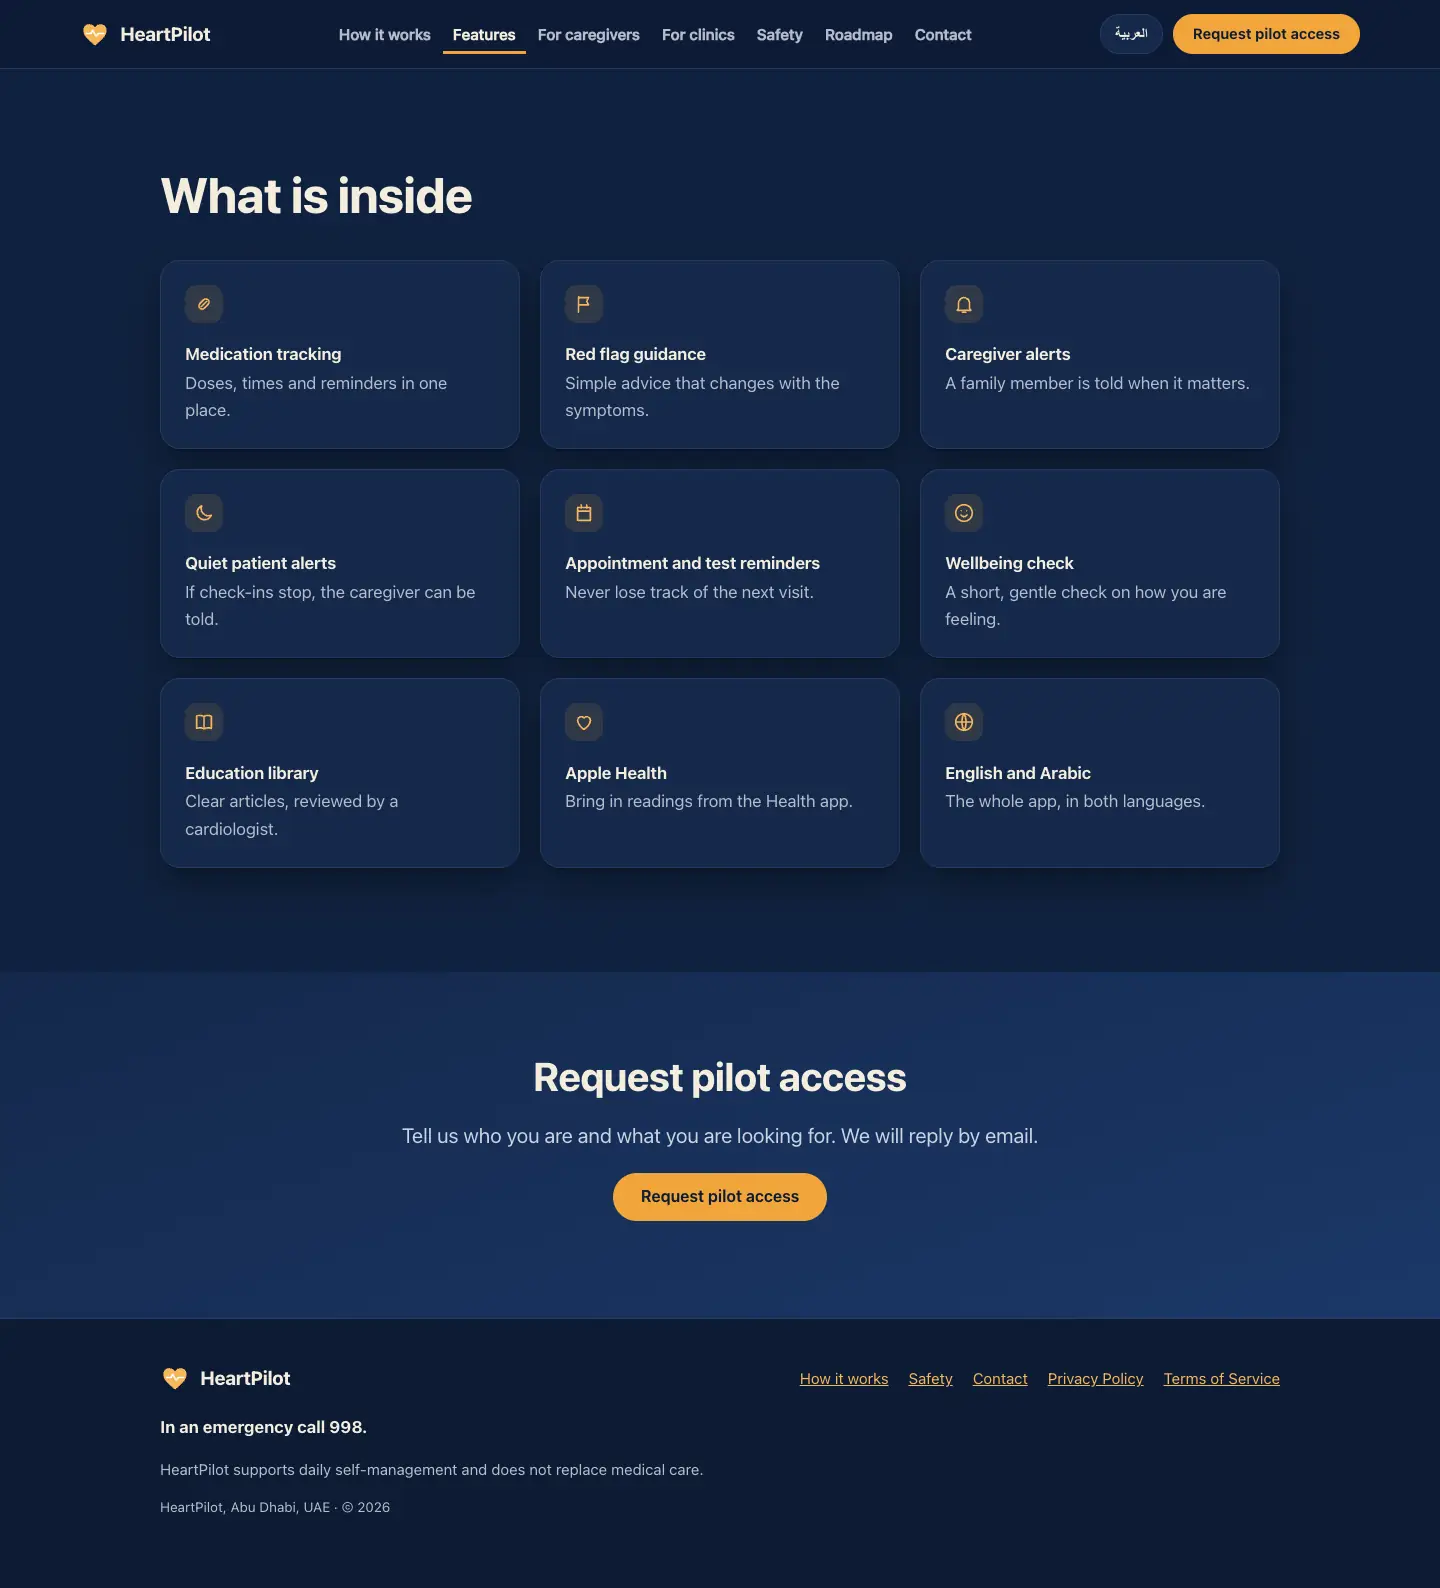 HeartPilot
How it works
Features
For caregivers
For clinics
Safety
Roadmap
Contact
العربية
Request pilot access
What is inside
Medication tracking
Doses, times and reminders in one
place.
Red flag guidance
Simple advice that changes with the
symptoms.
Caregiver alerts
A family member is told when it matters.
Quiet patient alerts
If check-ins stop, the caregiver can be
told.
Appointment and test reminders
Never lose track of the next visit.
Wellbeing check
A short, gentle check on how you are
feeling.
Education library
Clear articles, reviewed by a
cardiologist.
Apple Health
Bring in readings from the Health app.
English and Arabic
The whole app, in both languages.
Request pilot access
Tell us who you are and what you are looking for. We will reply by email.
Request pilot access
HeartPilot
How it works
Safety
Contact
Privacy Policy
Terms of Service
In an emergency call 998.
HeartPilot supports daily self-management and does not replace medical care.
HeartPilot, Abu Dhabi, UAE · © 2026